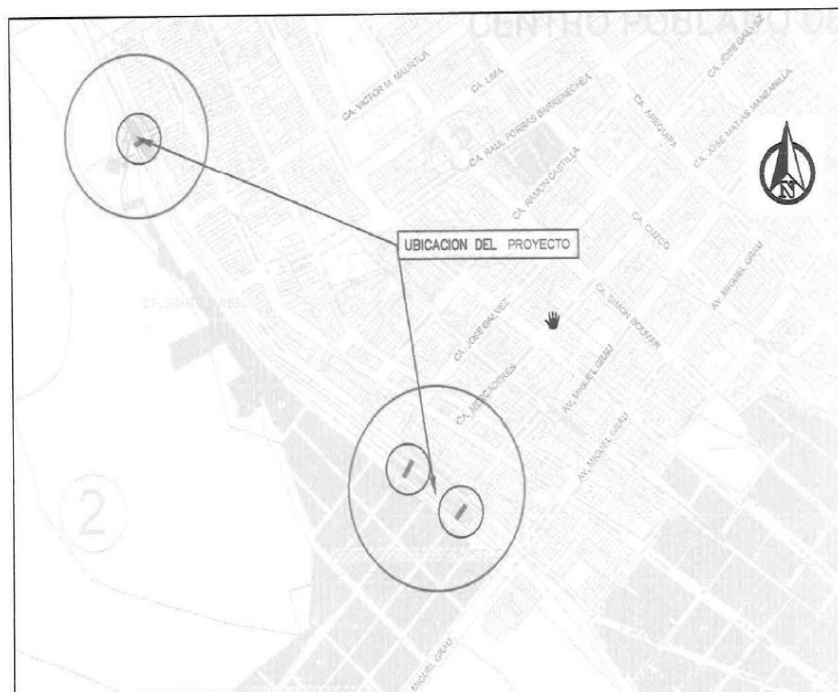 CENTRO POBLADO DE
CA. VICTOR M. MAURTUA
CA. LIMA
CA. JOSE GALVEZ
CA. RAUL PORRAS BARRENECHEA
CA. AREQUIPA
CA. JOSE MATIAS MANZANILLA
3
CA. RAMON CASTILLA
N
UBICACION DEL PROYECTO
CA. CUZCO
AV. MIGUEL GRAU
CA. SIMON BOLIVAR
CA. JOSE GALVEZ
AV. MIGUEL GRAU
CA. MERCADERES
AV. MIGUEL GRAU
2
MIGUEL GRAU